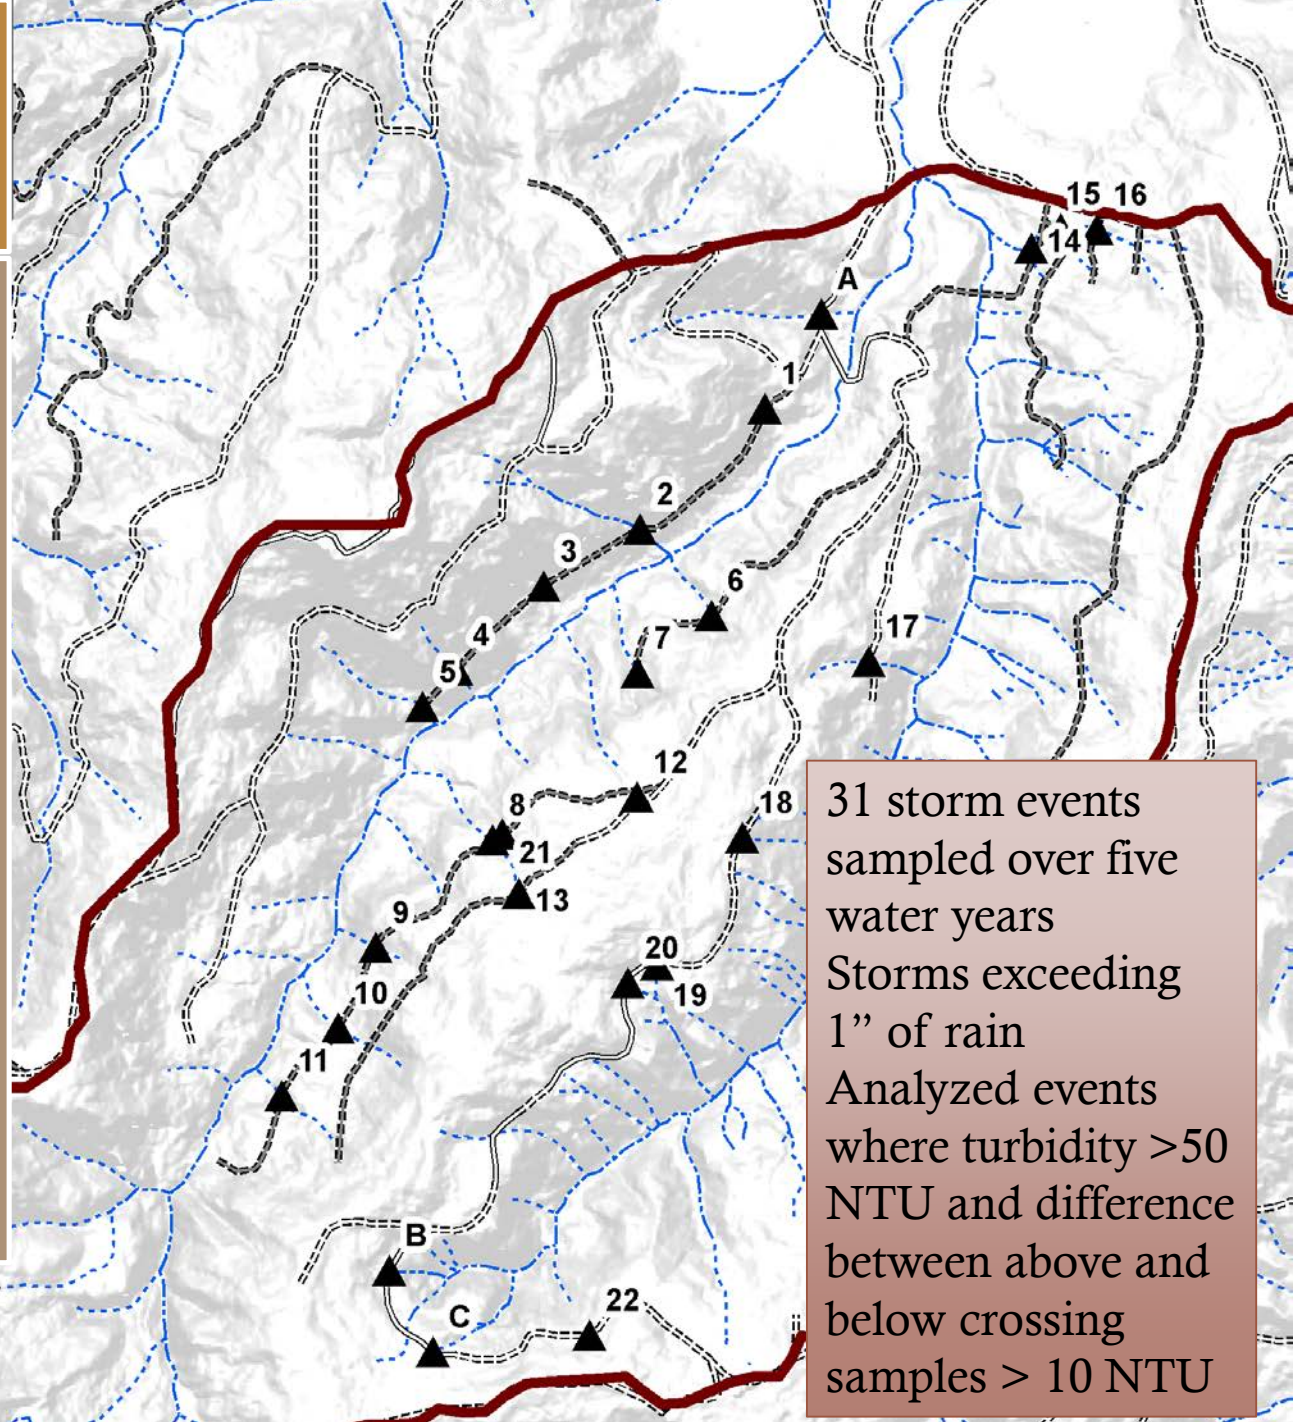 15 16
14
A
1
2
3
6
4
7
17
5
12
8
18
21
13
9
20
10
19
11
B
22
C
31 storm events
sampled over five
water years
Storms exceeding
1” of rain
Analyzed events
where turbidity >50
NTU and difference
between above and
below crossing
samples > 10 NTU